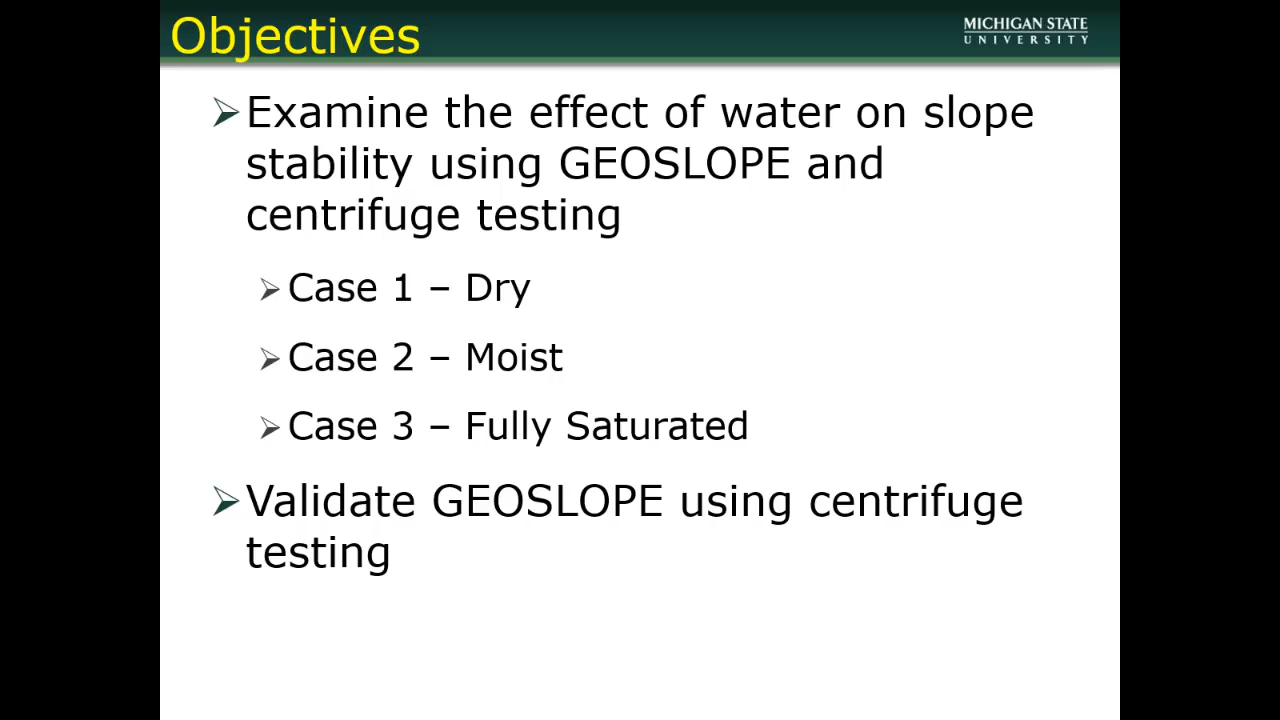 Objectives
MICHIGAN STATE
UNIVERSITY
Examine the effect of water on slope
stability using GEOSLOPE and
centrifuge testing
Case 1 – Dry
Case 2 – Moist
Case 3 – Fully Saturated
Validate GEOSLOPE using centrifuge
testing